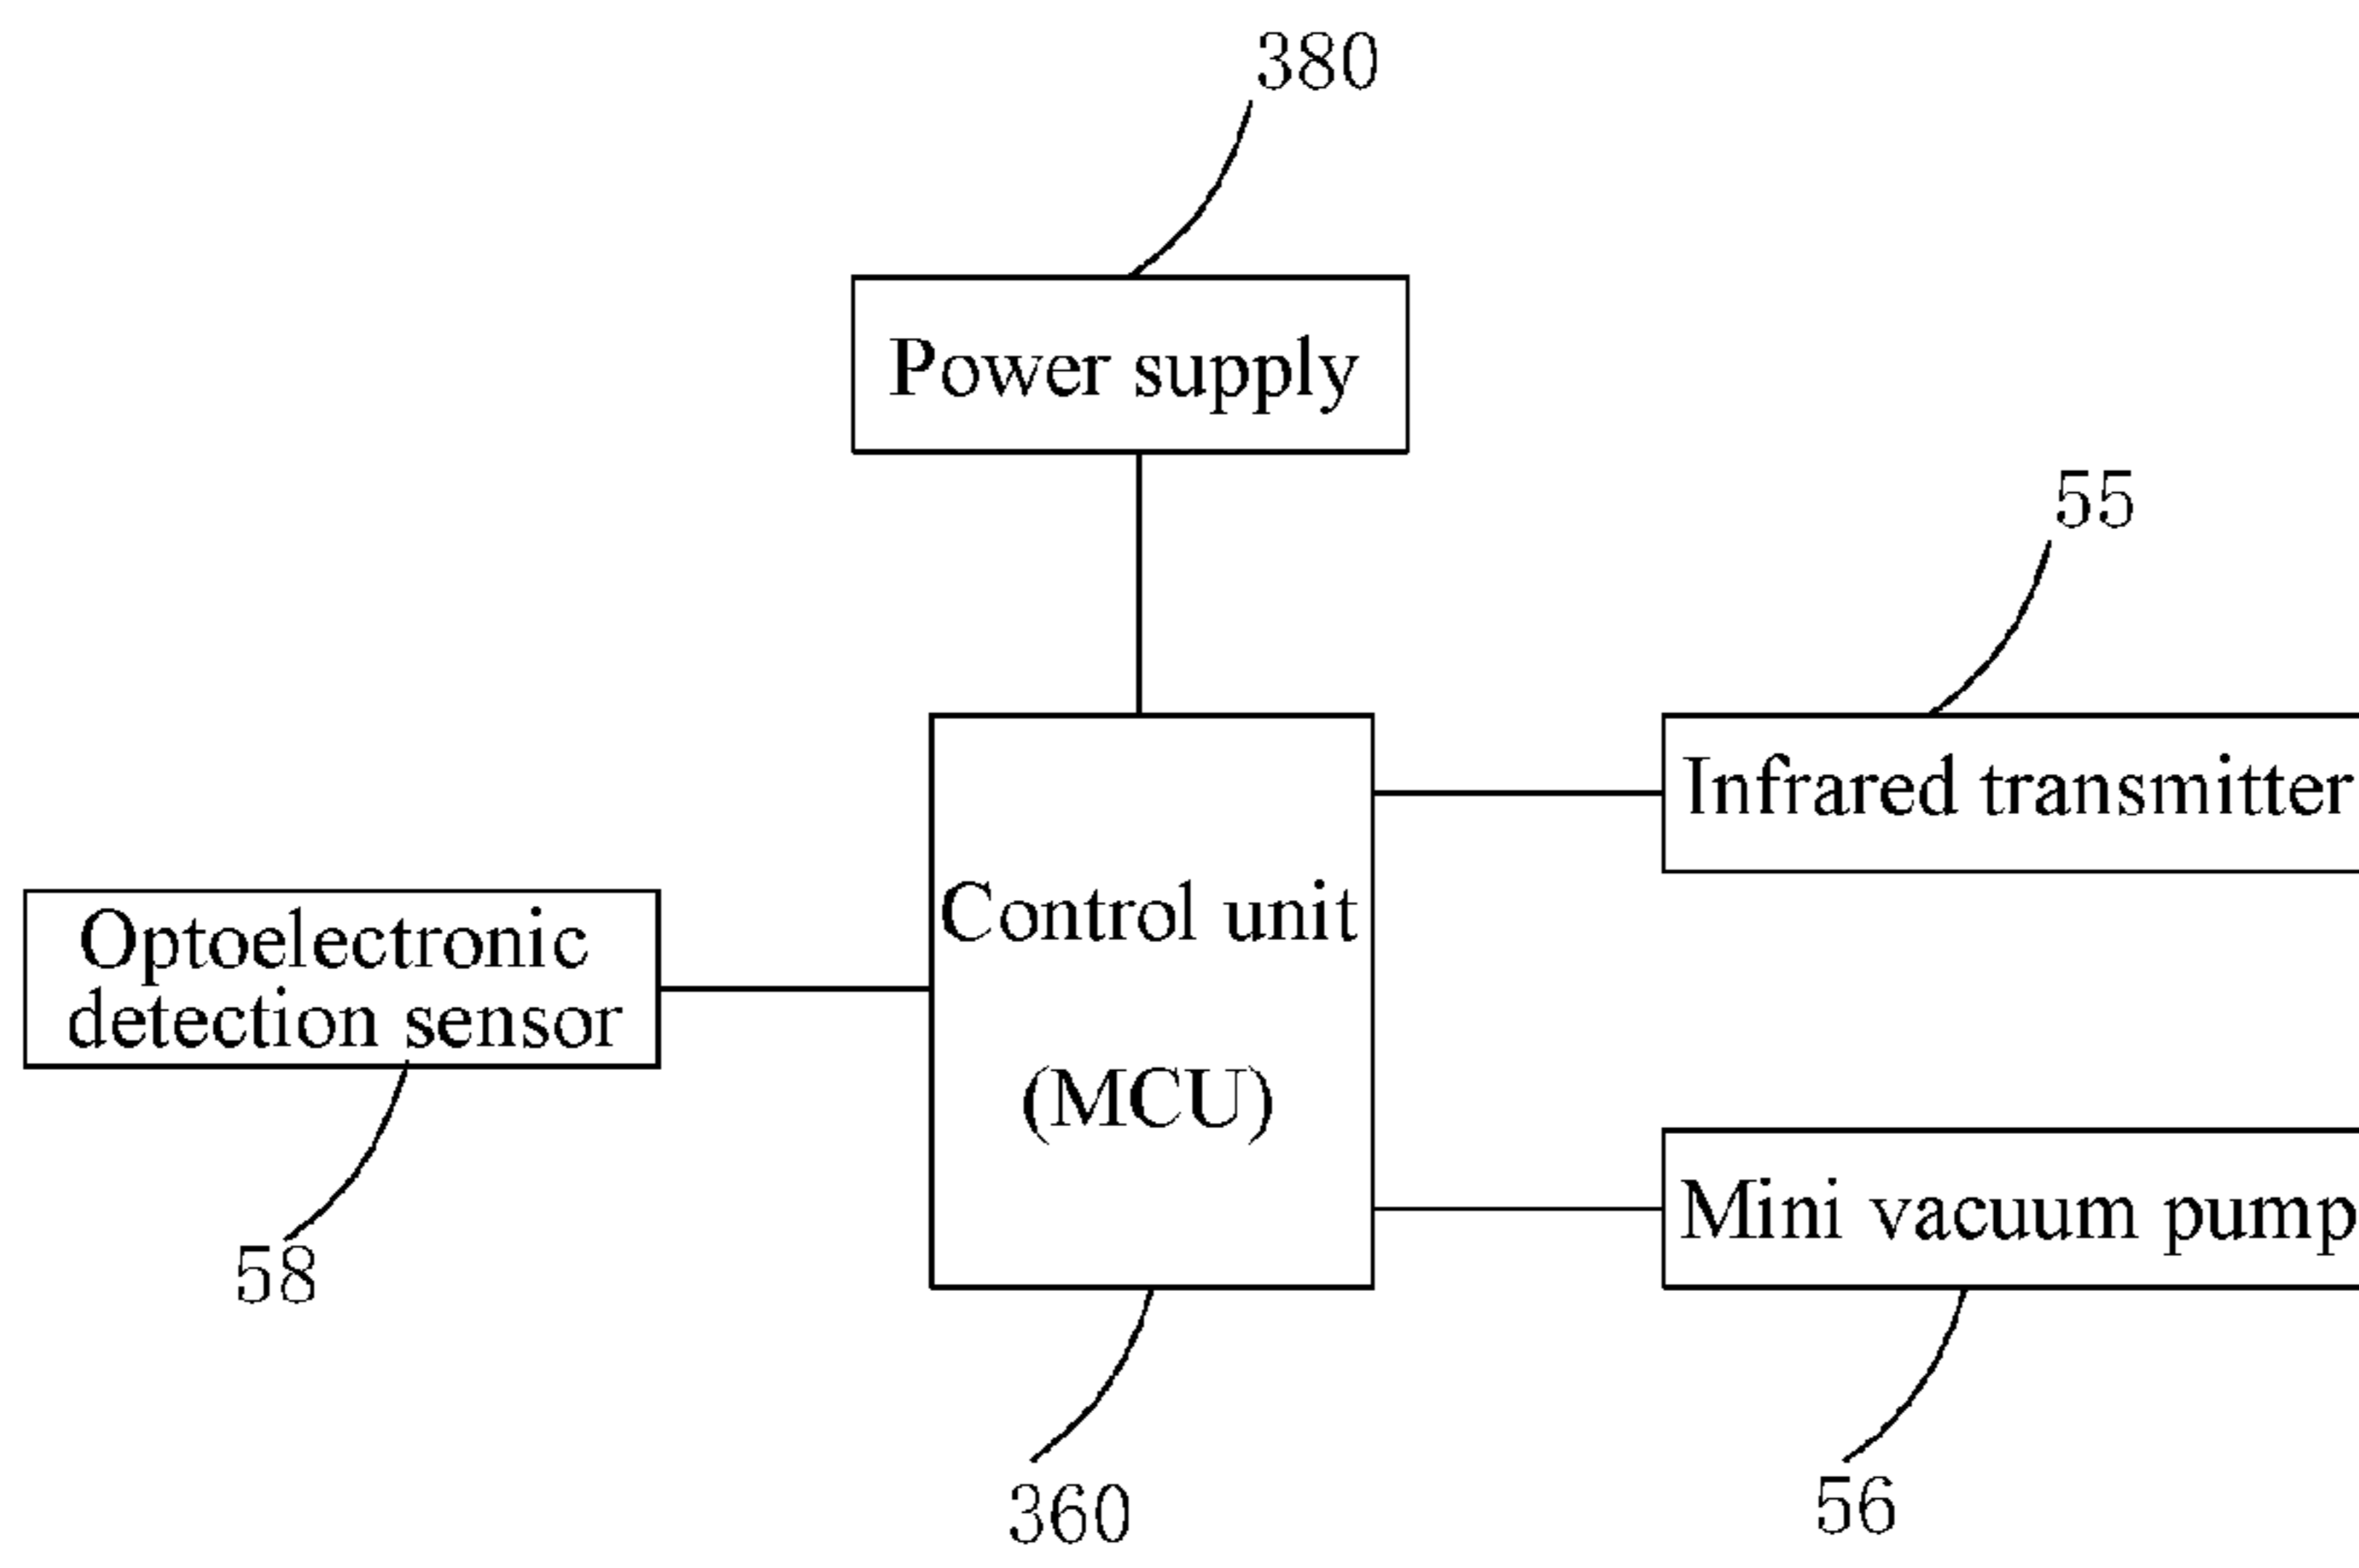 380
Power supply
55
Infrared transmitter
Control unit
(MCU)
Optoelectronic
detection sensor
Mini vacuum pump
58
360
56